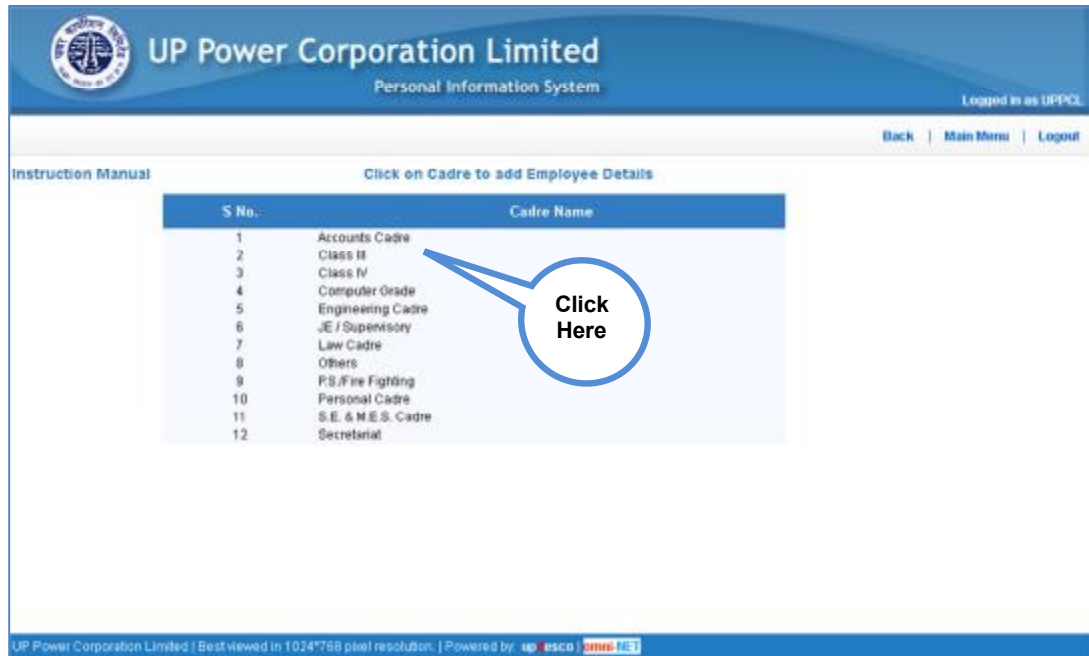 UP Power Corporation Limited
Personal Information System
Logged in as UPPCL
Back | Main Menu | Logout
Instruction Manual
Click on Cadre to add Employee Details
S No. Cadre Name
1 Accounts Cadre
2 Class III
3 Class IV
4 Computer Grade
5 Engineering Cadre
6 JE / Supervisory
7 Law Cadre
8 Others
9 P.S./Fire Fighting
10 Personal Cadre
11 S.E. & M.E.S. Cadre
12 Secretariat
Click
Here
UP Power Corporation Limited | Best viewed in 1024*768 pixel resolution. | Powered by: updesco | omni-NET